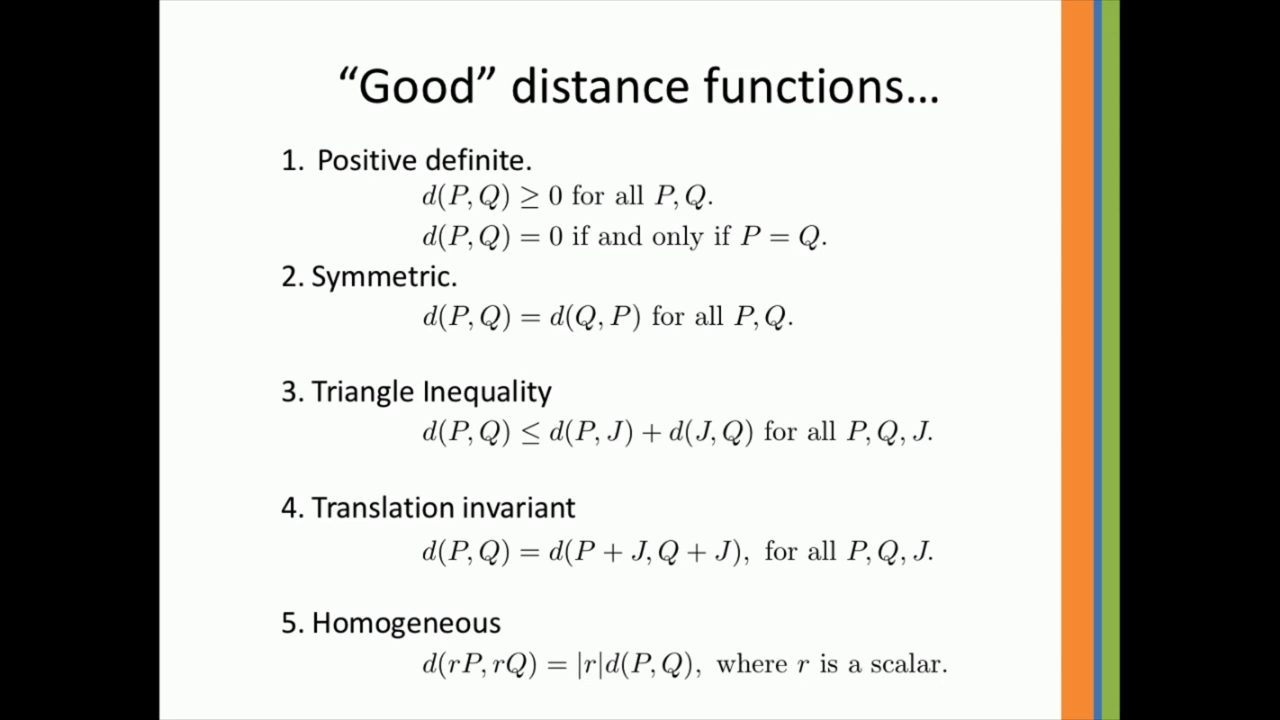 “Good” distance functions...
1. Positive definite.
d(P, Q) ≥ 0 for all P, Q.
d(P, Q) = 0 if and only if P = Q.
2. Symmetric.
d(P, Q) = d(Q, P) for all P, Q.
3. Triangle Inequality
d(P, Q) ≤ d(P, J) + d(J, Q) for all P, Q, J.
4. Translation invariant
d(P, Q) = d(P + J, Q + J), for all P, Q, J.
5. Homogeneous
d(rP, rQ) = |r|d(P, Q), where r is a scalar.